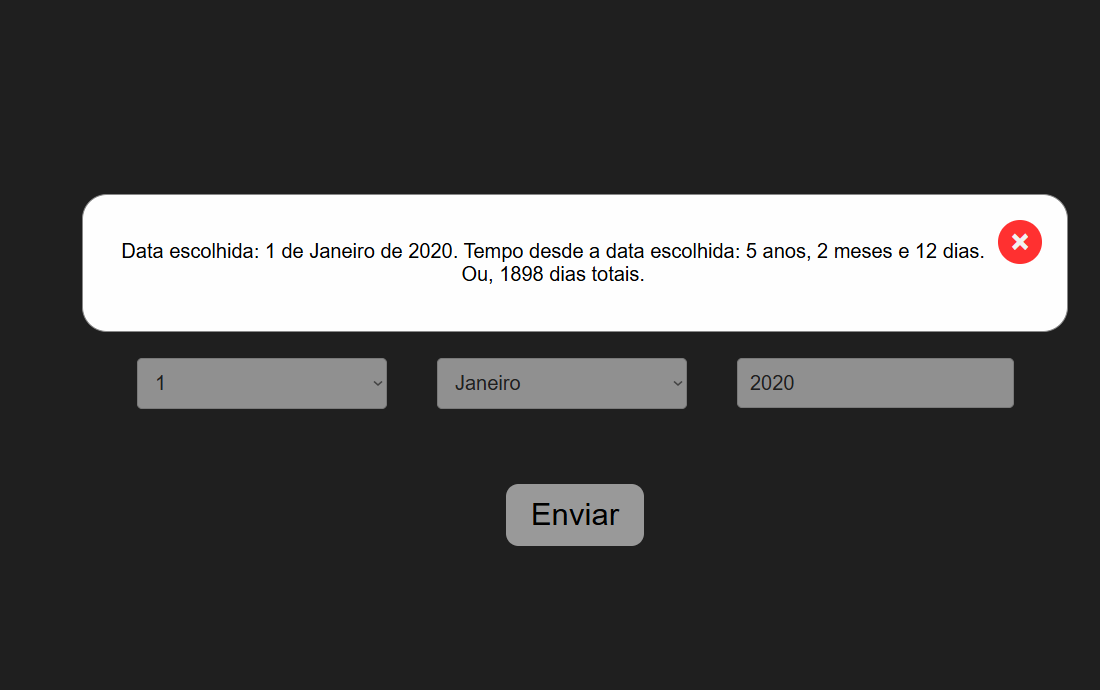 Data escolhida: 1 de Janeiro de 2020. Tempo desde a data escolhida: 5 anos, 2 meses e 12 dias.
Ou, 1898 dias totais.
1
Janeiro
2020
Enviar